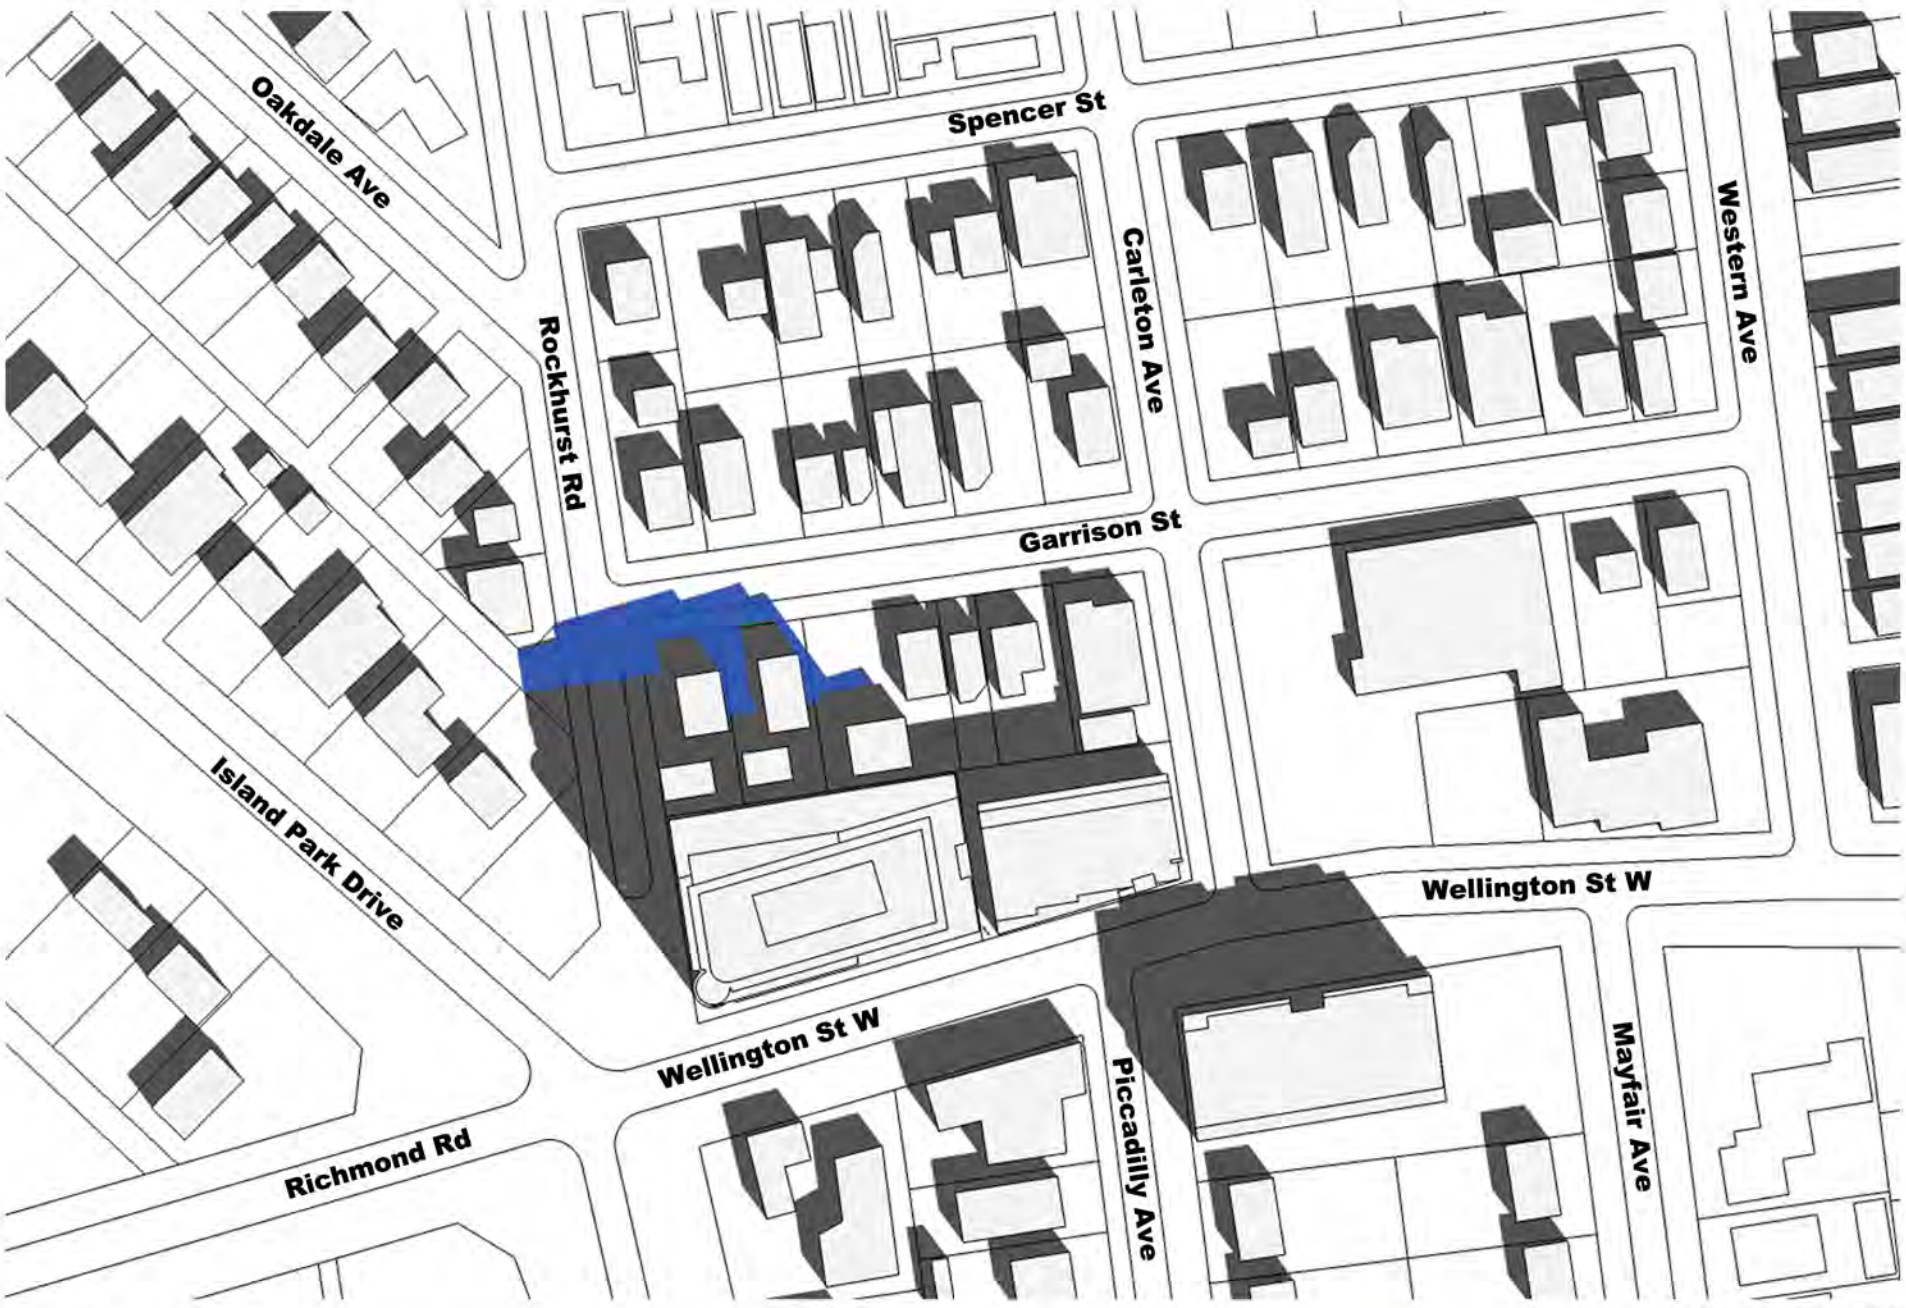 Spencer St
Oakdale Ave
Western Ave
Carleton Ave
Rockhurst Rd
Garrison St
Island Park Drive
Wellington St W
Wellington St W
Mayfair Ave
Piccadilly Ave
Richmond Rd